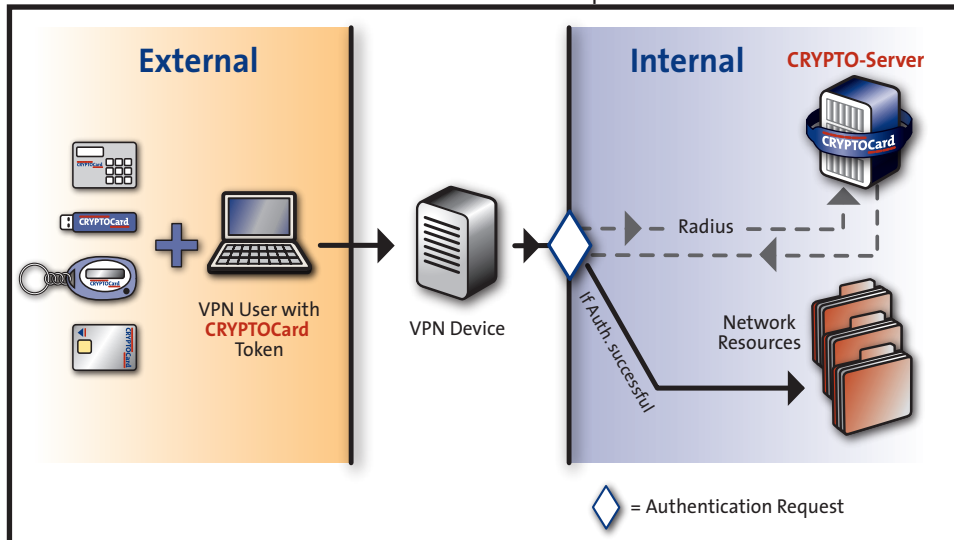 External
Internal
CRYPTO-Server
CRYPTOCard
CRYPTOCard
CRYPTOCard
CRYPTOCard
CRYPTOCard
Radius
VPN User with
CRYPTOCard
Token
VPN Device
If Auth. successful
Network
Resources
= Authentication Request